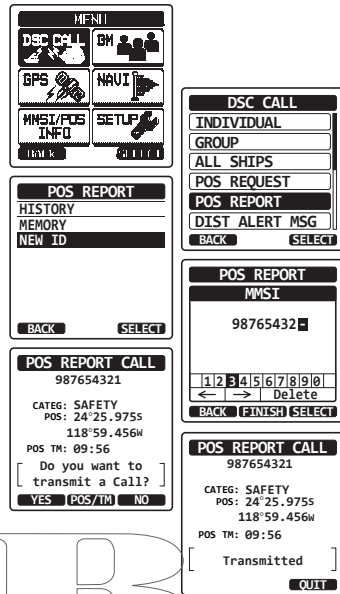 MENU
DSC CALL
GM
GPS
NAVI
MMSI/POS
INFO
SETUP
BACK
SELECT
DSC CALL
INDIVIDUAL
GROUP
ALL SHIPS
POS REQUEST
POS REPORT
DIST ALERT MSG
BACK
SELECT
POS REPORT
HISTORY
MEMORY
NEW ID
BACK
SELECT
POS REPORT
MMSI
98765432-
1 2 3 4 5 6 7 8 9 0
← → Delete
BACK FINISH SELECT
POS REPORT CALL
987654321
CATEG: SAFETY
POS: 24°25.975S
118°59.456W
POS TM: 09:56
Do you want to
transmit a Call?
YES POS/TM NO
POS REPORT CALL
987654321
CATEG: SAFETY
POS: 24°25.975S
118°59.456W
POS TM: 09:56
Transmitted
QUIT